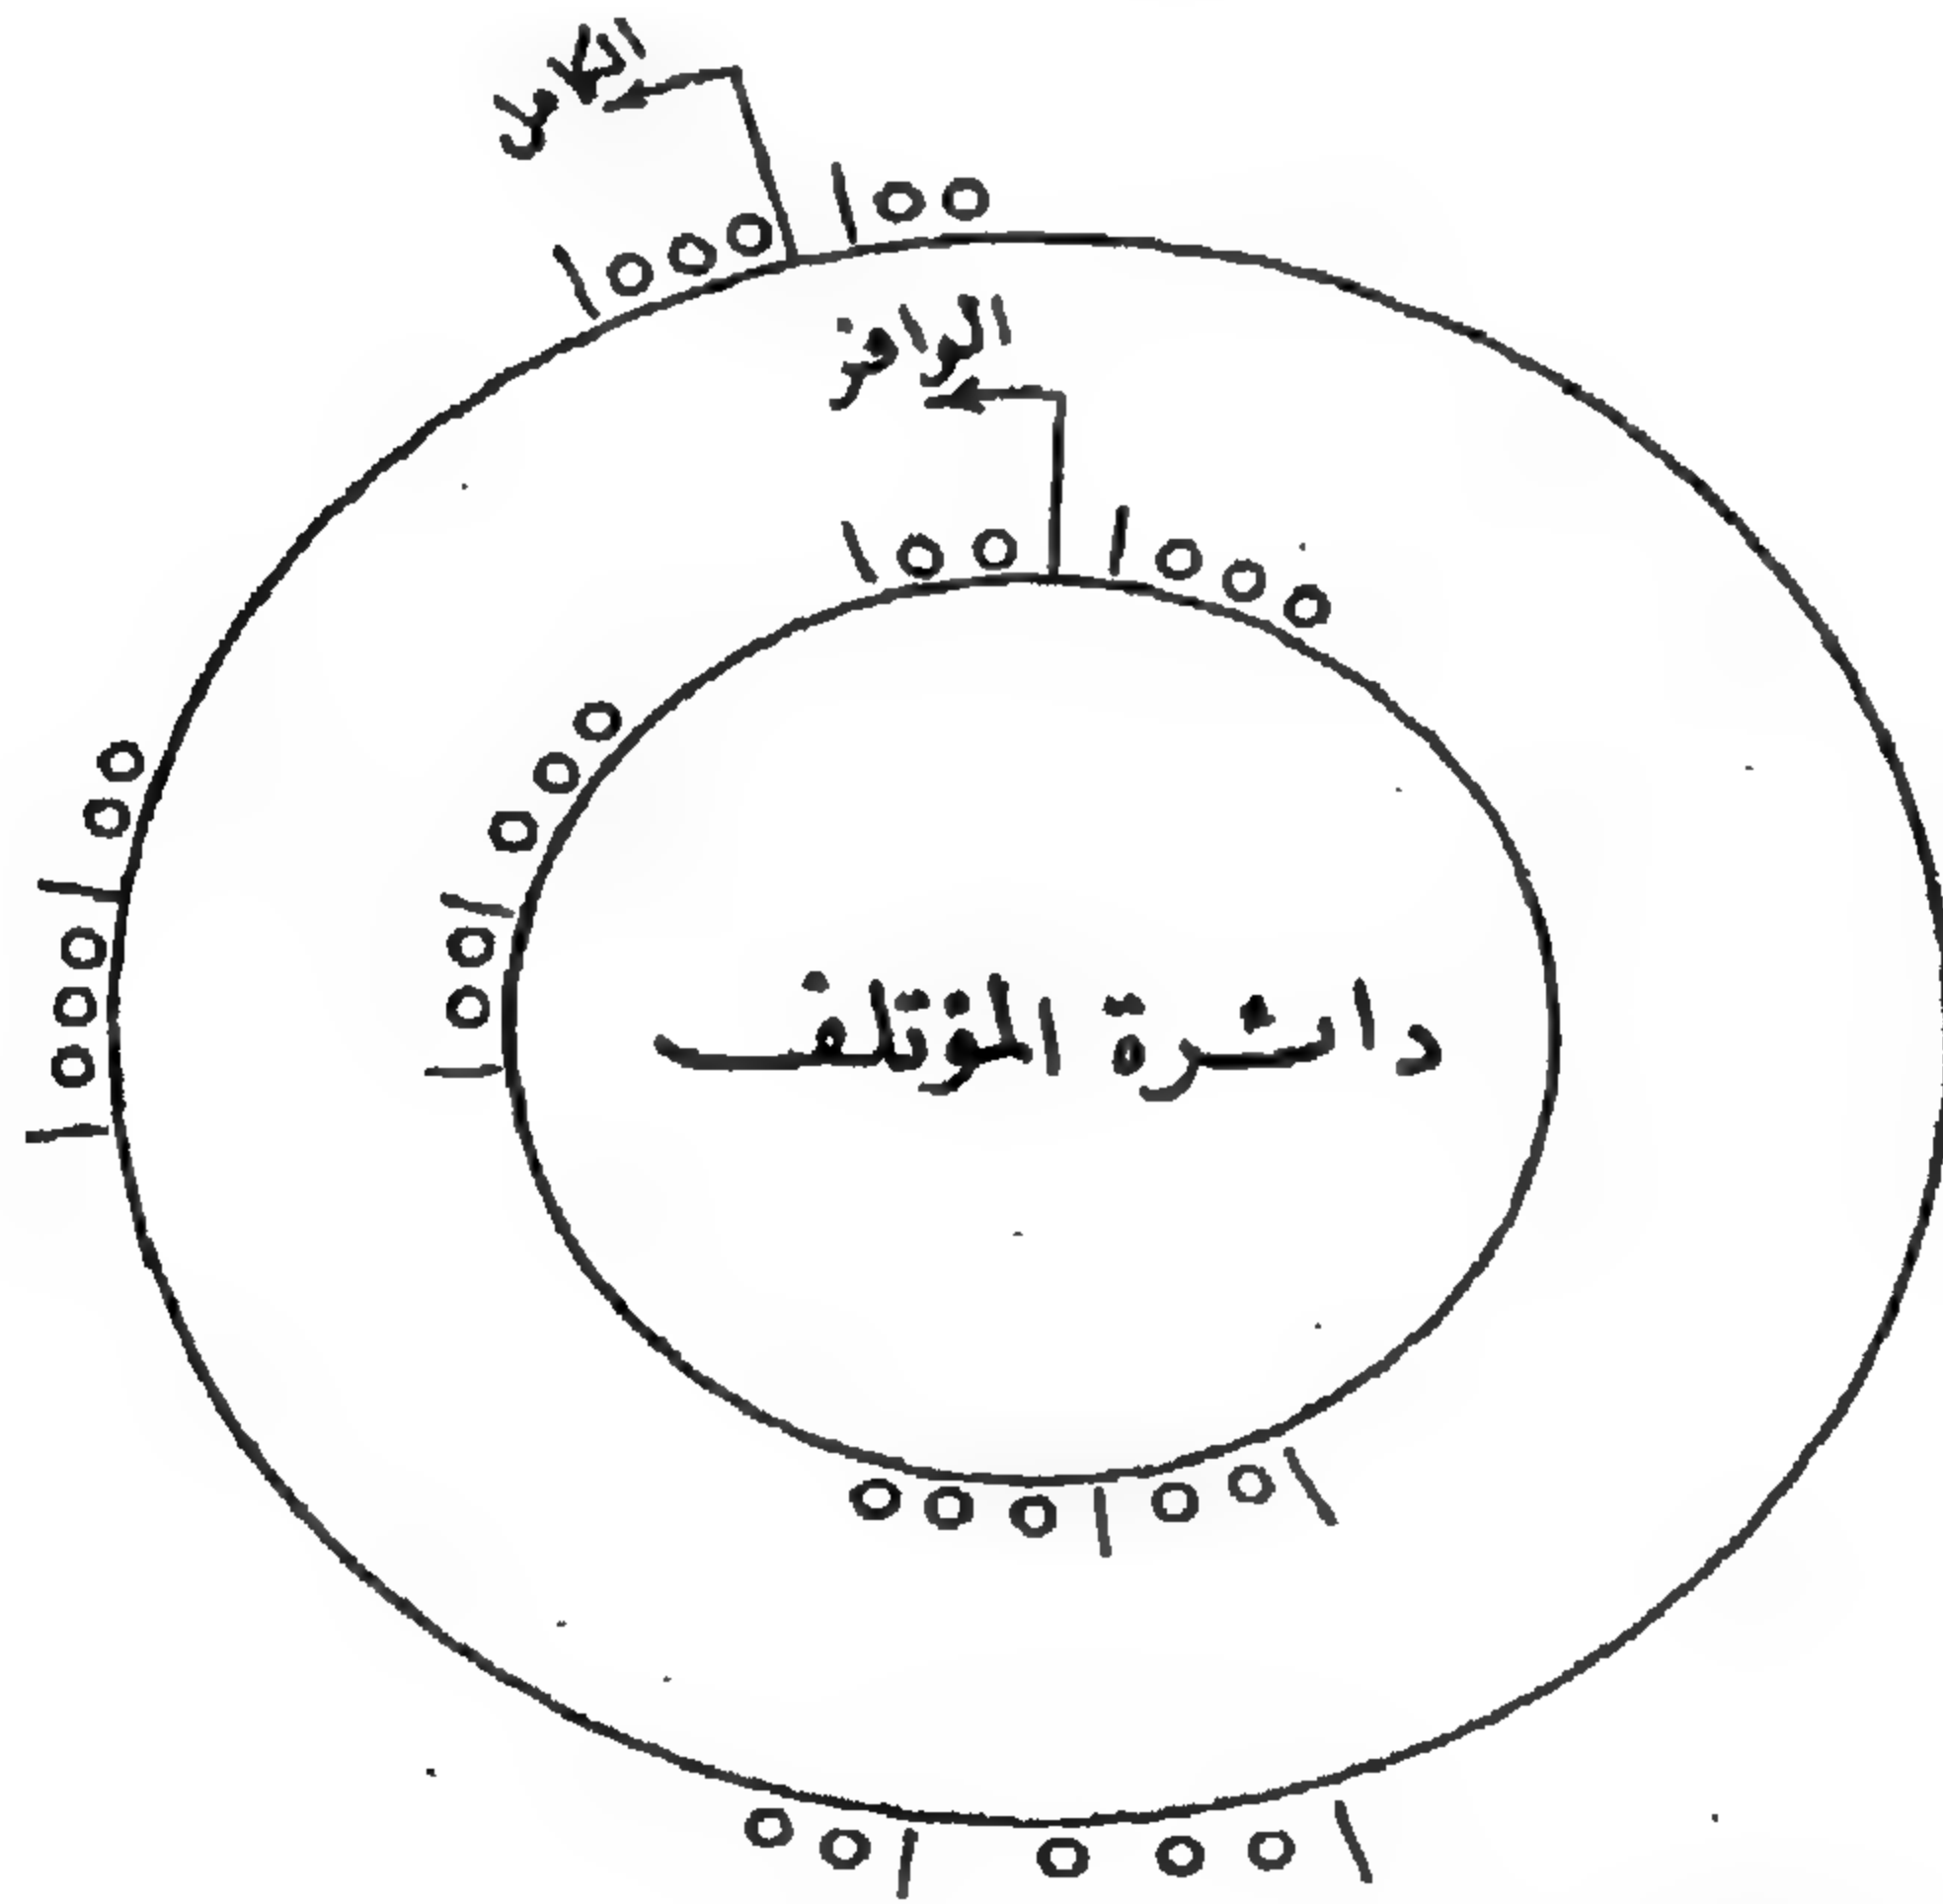 الكامل
الوافر
دائرة المؤتلف